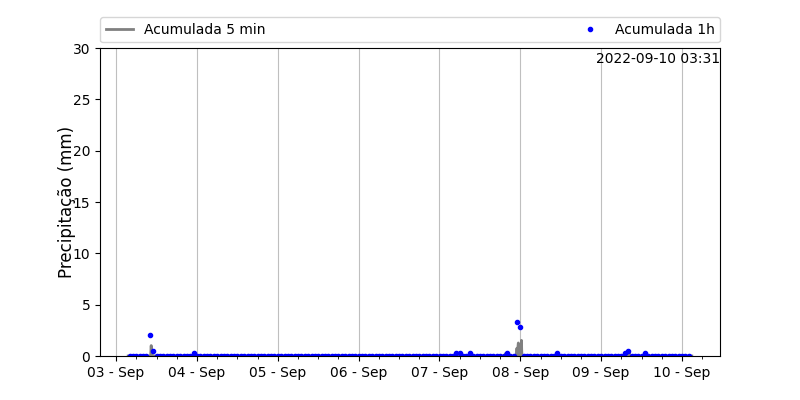 Acumulada 5 min Acumulada 1h
2022-09-10 03:31
Precipitação (mm)
30
25
20
15
10
5
0
03 - Sep 04 - Sep 05 - Sep 06 - Sep 07 - Sep 08 - Sep 09 - Sep 10 - Sep